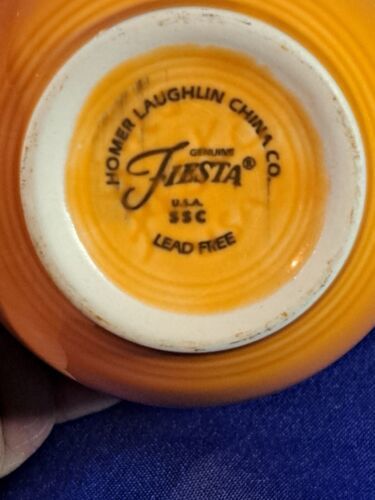 HOMER LAUGHLIN CHINA CO.
GENUINE
FIESTA®
U.S.A.
SSC
LEAD FREE